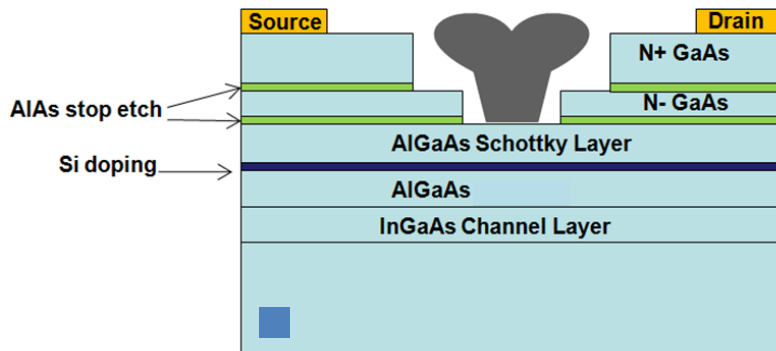 Source
Drain
N+ GaAs
AlAs stop etch
N- GaAs
AlGaAs Schottky Layer
Si doping
AlGaAs
InGaAs Channel Layer